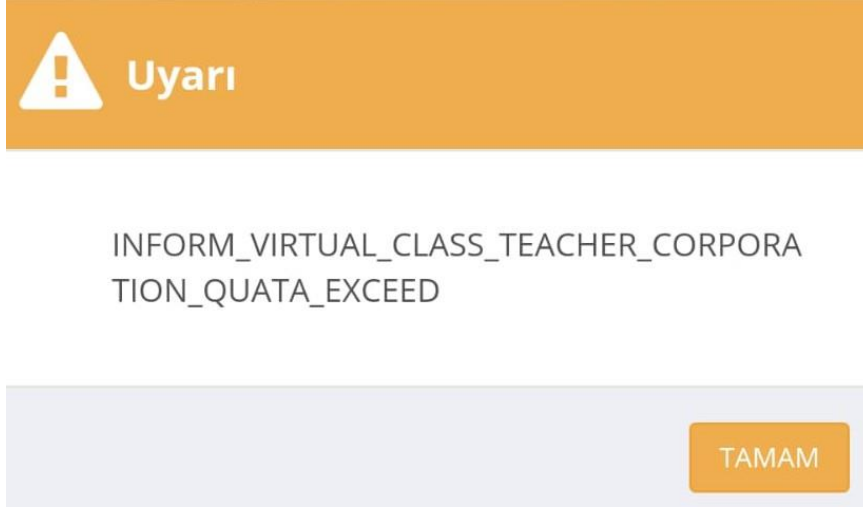 Uyarı
INFORM_VIRTUAL_CLASS_TEACHER_CORPORA
TION_QUATA_EXCEED
TAMAM